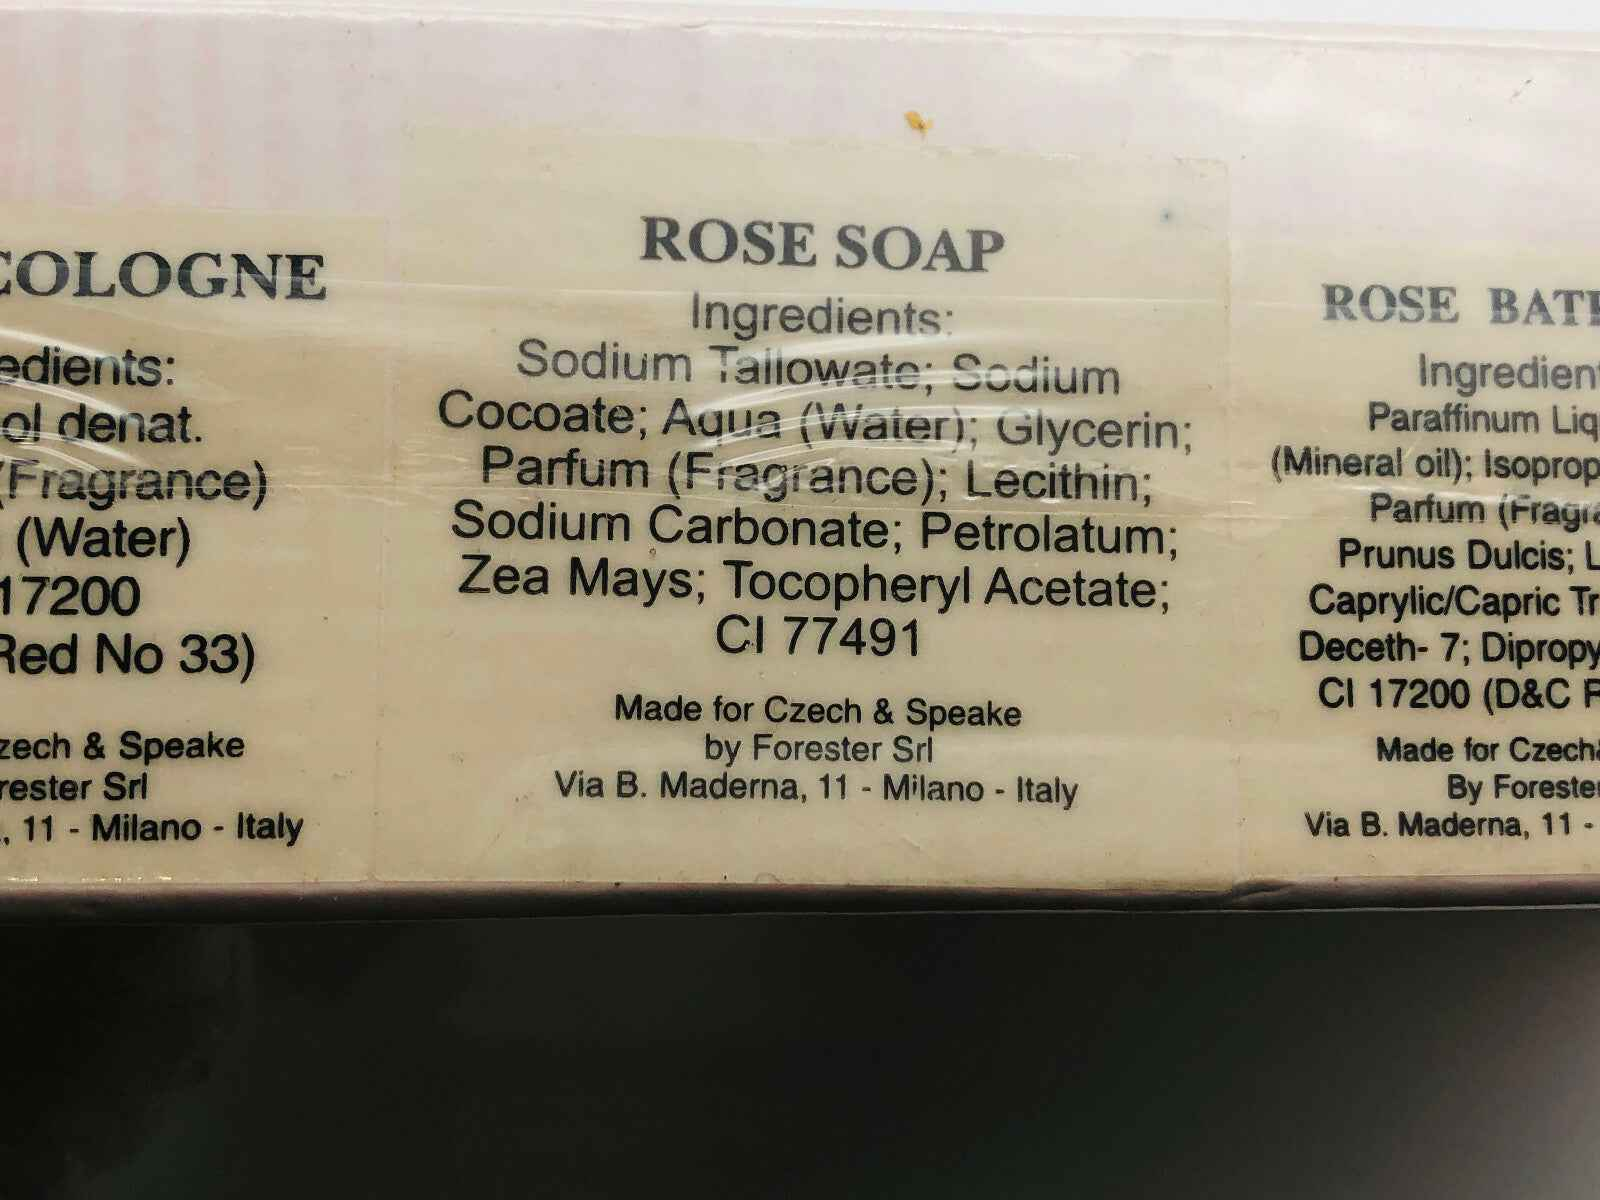 COLOGNE
edients:
ol denat.
(Fragrance)
(Water)
17200
Red No 33)
zech & Speake
rester Srl
, 11 - Milano - Italy
ROSE SOAP
Ingredients:
Sodium Tallowate; Sodium
Cocoate; Aqua (Water); Glycerin;
Parfum (Fragrance); Lecithin;
Sodium Carbonate; Petrolatum;
Zea Mays; Tocopheryl Acetate;
CI 77491
Made for Czech & Speake
by Forester Srl
Via B. Maderna, 11 - Milano - Italy
ROSE BAT
Ingredient
Paraffinum Liq
(Mineral oil); Isoprop
Parfum (Fragra
Prunus Dulcis; L
Caprylic/Capric Tr
Deceth- 7; Dipropy
CI 17200 (D&C R
Made for Czech&
By Forester
Via B. Maderna, 11 -